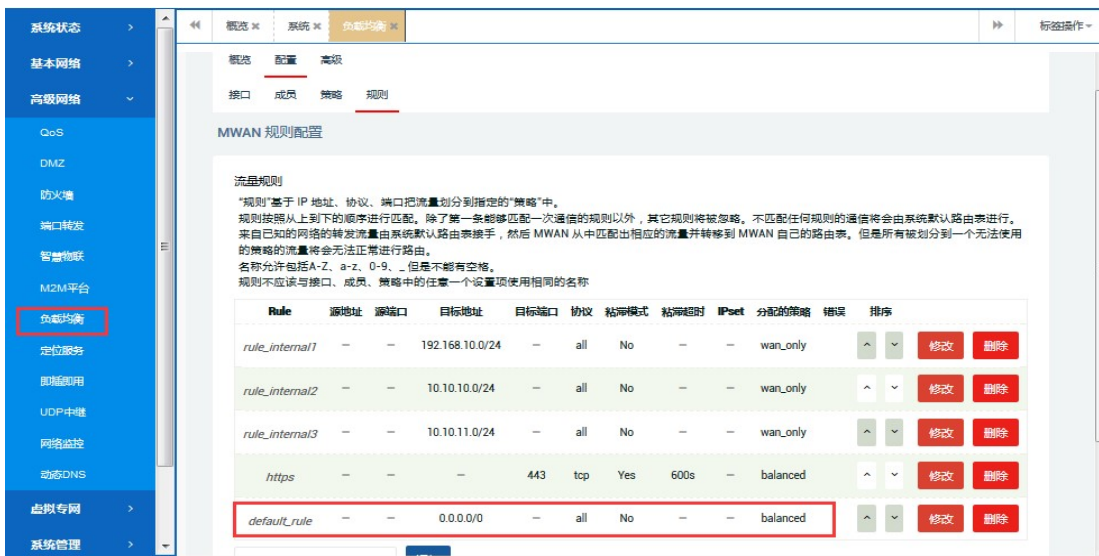 系统状态
基本网络
高级网络
QoS
DMZ
防火墙
端口转发
智慧物联
M2M平台
负载均衡
定位服务
即插即用
UDP中继
网络监控
动态DNS
虚拟专网
系统管理
概览 系统 负载均衡 标签操作
概览 配置 高级
接口 成员 策略 规则
MWAN 规则配置
流量规则
“规则”基于 IP 地址、协议、端口把流量划分到指定的“策略”中。
规则按照从上到下的顺序进行匹配。除了第一条能够匹配一次通信的规则以外，其它规则将被忽略。不匹配任何规则的通信将会由系统默认路由表进行。
来自已知的网络的转发流量由系统默认路由表接手，然后 MWAN 从中匹配出相应的流量并转移到 MWAN 自己的路由表。但是所有被划分到一个无法使用
的策略的流量将会无法正常进行路由。
名称允许包括A-Z、a-z、0-9、_ 但是不能有空格。
规则不应该与接口、成员、策略中的任意一个设置项使用相同的名称
Rule 源地址 源端口 目标地址 目标端口 协议 粘滞模式 粘滞超时 IPset 分配的策略 错误 排序
rule_internal1 — — 192.168.10.0/24 — all No — — wan_only 修改 删除
rule_internal2 — — 10.10.10.0/24 — all No — — wan_only 修改 删除
rule_internal3 — — 10.10.11.0/24 — all No — — wan_only 修改 删除
https — — — 443 tcp Yes 600s — balanced 修改 删除
default_rule — — 0.0.0.0/0 — all No — — balanced 修改 删除